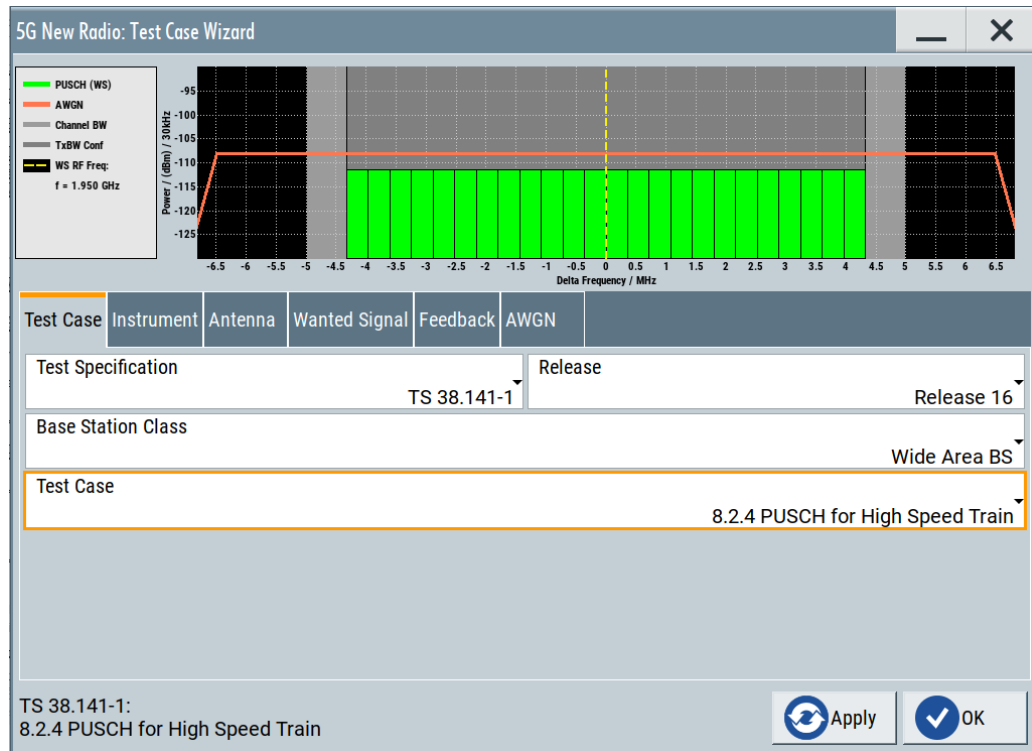 5G New Radio: Test Case Wizard
PUSCH (WS)
AWGN
Channel BW
TxBW Conf
WS RF Freq:
f = 1.950 GHz
Power / (dBm) / 30kHz
-95
-100
-105
-110
-115
-120
-125
-6.5 -6 -5.5 -5 -4.5 -4 -3.5 -3 -2.5 -2 -1.5 -1 -0.5 0 0.5 1 1.5 2 2.5 3 3.5 4 4.5 5 5.5 6 6.5
Delta Frequency / MHz
Test Case Instrument Antenna Wanted Signal Feedback AWGN
Test Specification Release
TS 38.141-1 Release 16
Base Station Class
Wide Area BS
Test Case
8.2.4 PUSCH for High Speed Train
TS 38.141-1:
8.2.4 PUSCH for High Speed Train
Apply OK